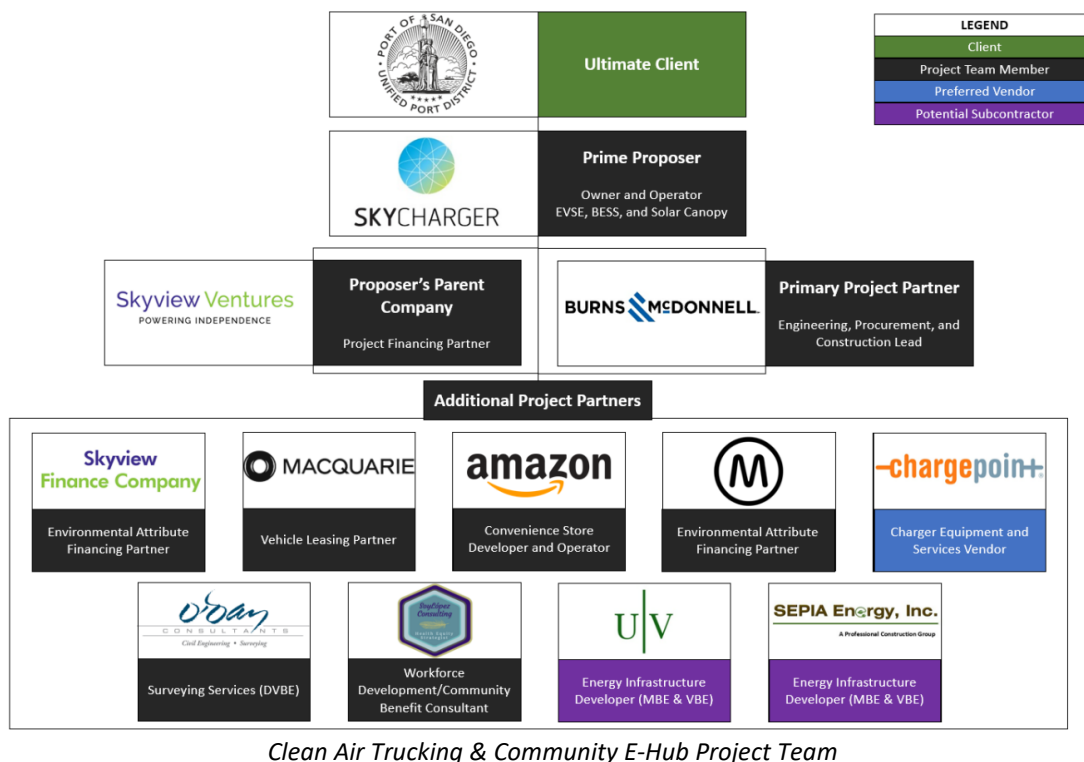 PORT OF SAN DIEGO
UNIFIED PORT DISTRICT
Ultimate Client
LEGEND
Client
Project Team Member
Preferred Vendor
Potential Subcontractor
SKYCHARGER
Prime Proposer
Owner and Operator
EVSE, BESS, and Solar Canopy
Skyview Ventures
POWERING INDEPENDENCE
Proposer's Parent
Company
Project Financing Partner
BURNS McDONNELL.
Primary Project Partner
Engineering, Procurement, and
Construction Lead
Additional Project Partners
Skyview
Finance Company
Environmental Attribute
Financing Partner
MACQUARIE
Vehicle Leasing Partner
amazon
Convenience Store
Developer and Operator
M
Environmental Attribute
Financing Partner
-chargepoin+.
Charger Equipment and
Services Vendor
O'Day
CONSULTANTS
Civil Engineering • Surveying
Surveying Services (DVBE)
Consulting
Health Equity
Strategist
Workforce
Development/Community
Benefit Consultant
U|V
Energy Infrastructure
Developer (MBE & VBE)
SEPIA Energy, Inc.
A Professional Construction Group
Energy Infrastructure
Developer (MBE & VBE)
Clean Air Trucking & Community E-Hub Project Team